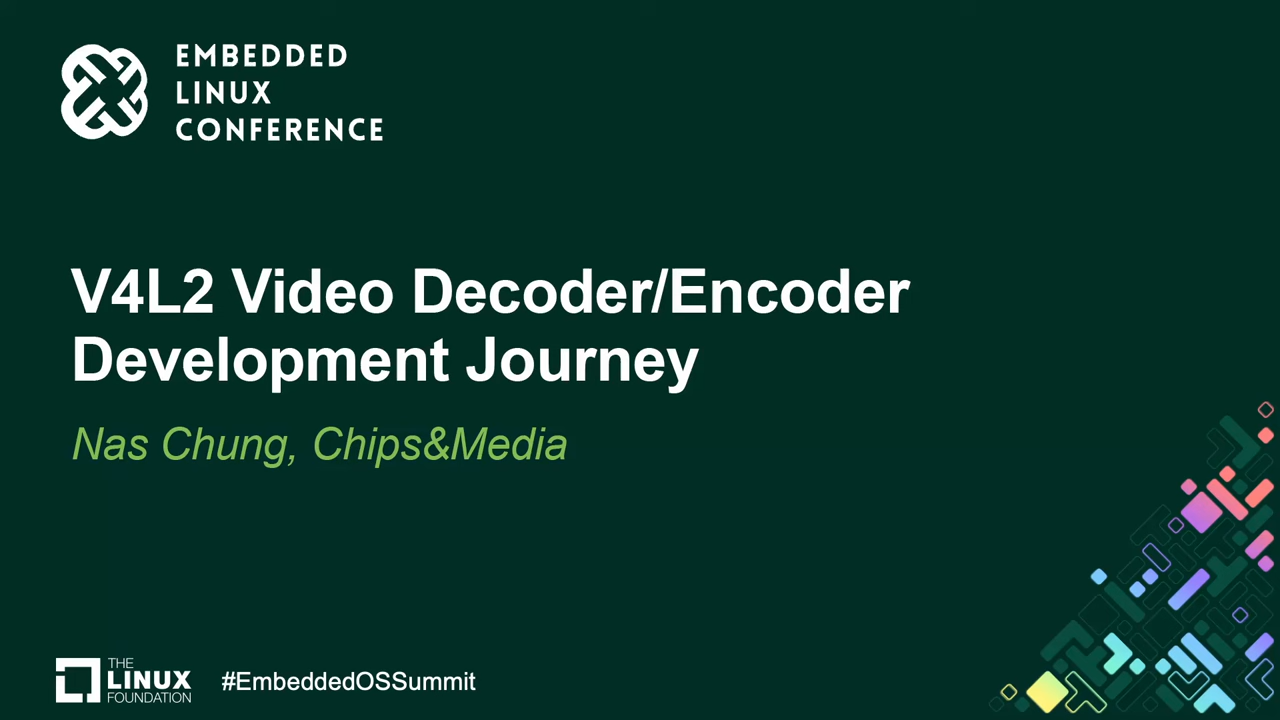 EMBEDDED
LINUX
CONFERENCE
V4L2 Video Decoder/Encoder
Development Journey
Nas Chung, Chips&Media
THE
LINUX
FOUNDATION
#EmbeddedOSSummit